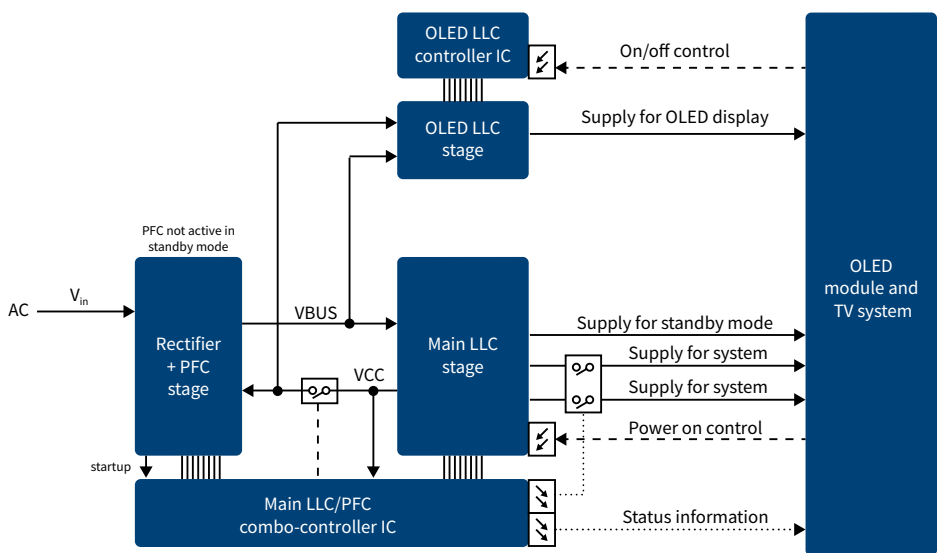 OLED LLC
controller IC
On/off control
OLED LLC
stage
Supply for OLED display
PFC not active in
standby mode
AC
Vin
Rectifier
+ PFC
stage
VBUS
VCC
Main LLC
stage
Supply for standby mode
Supply for system
Supply for system
Power on control
OLED
module and
TV system
startup
Main LLC/PFC
combo-controller IC
Status information